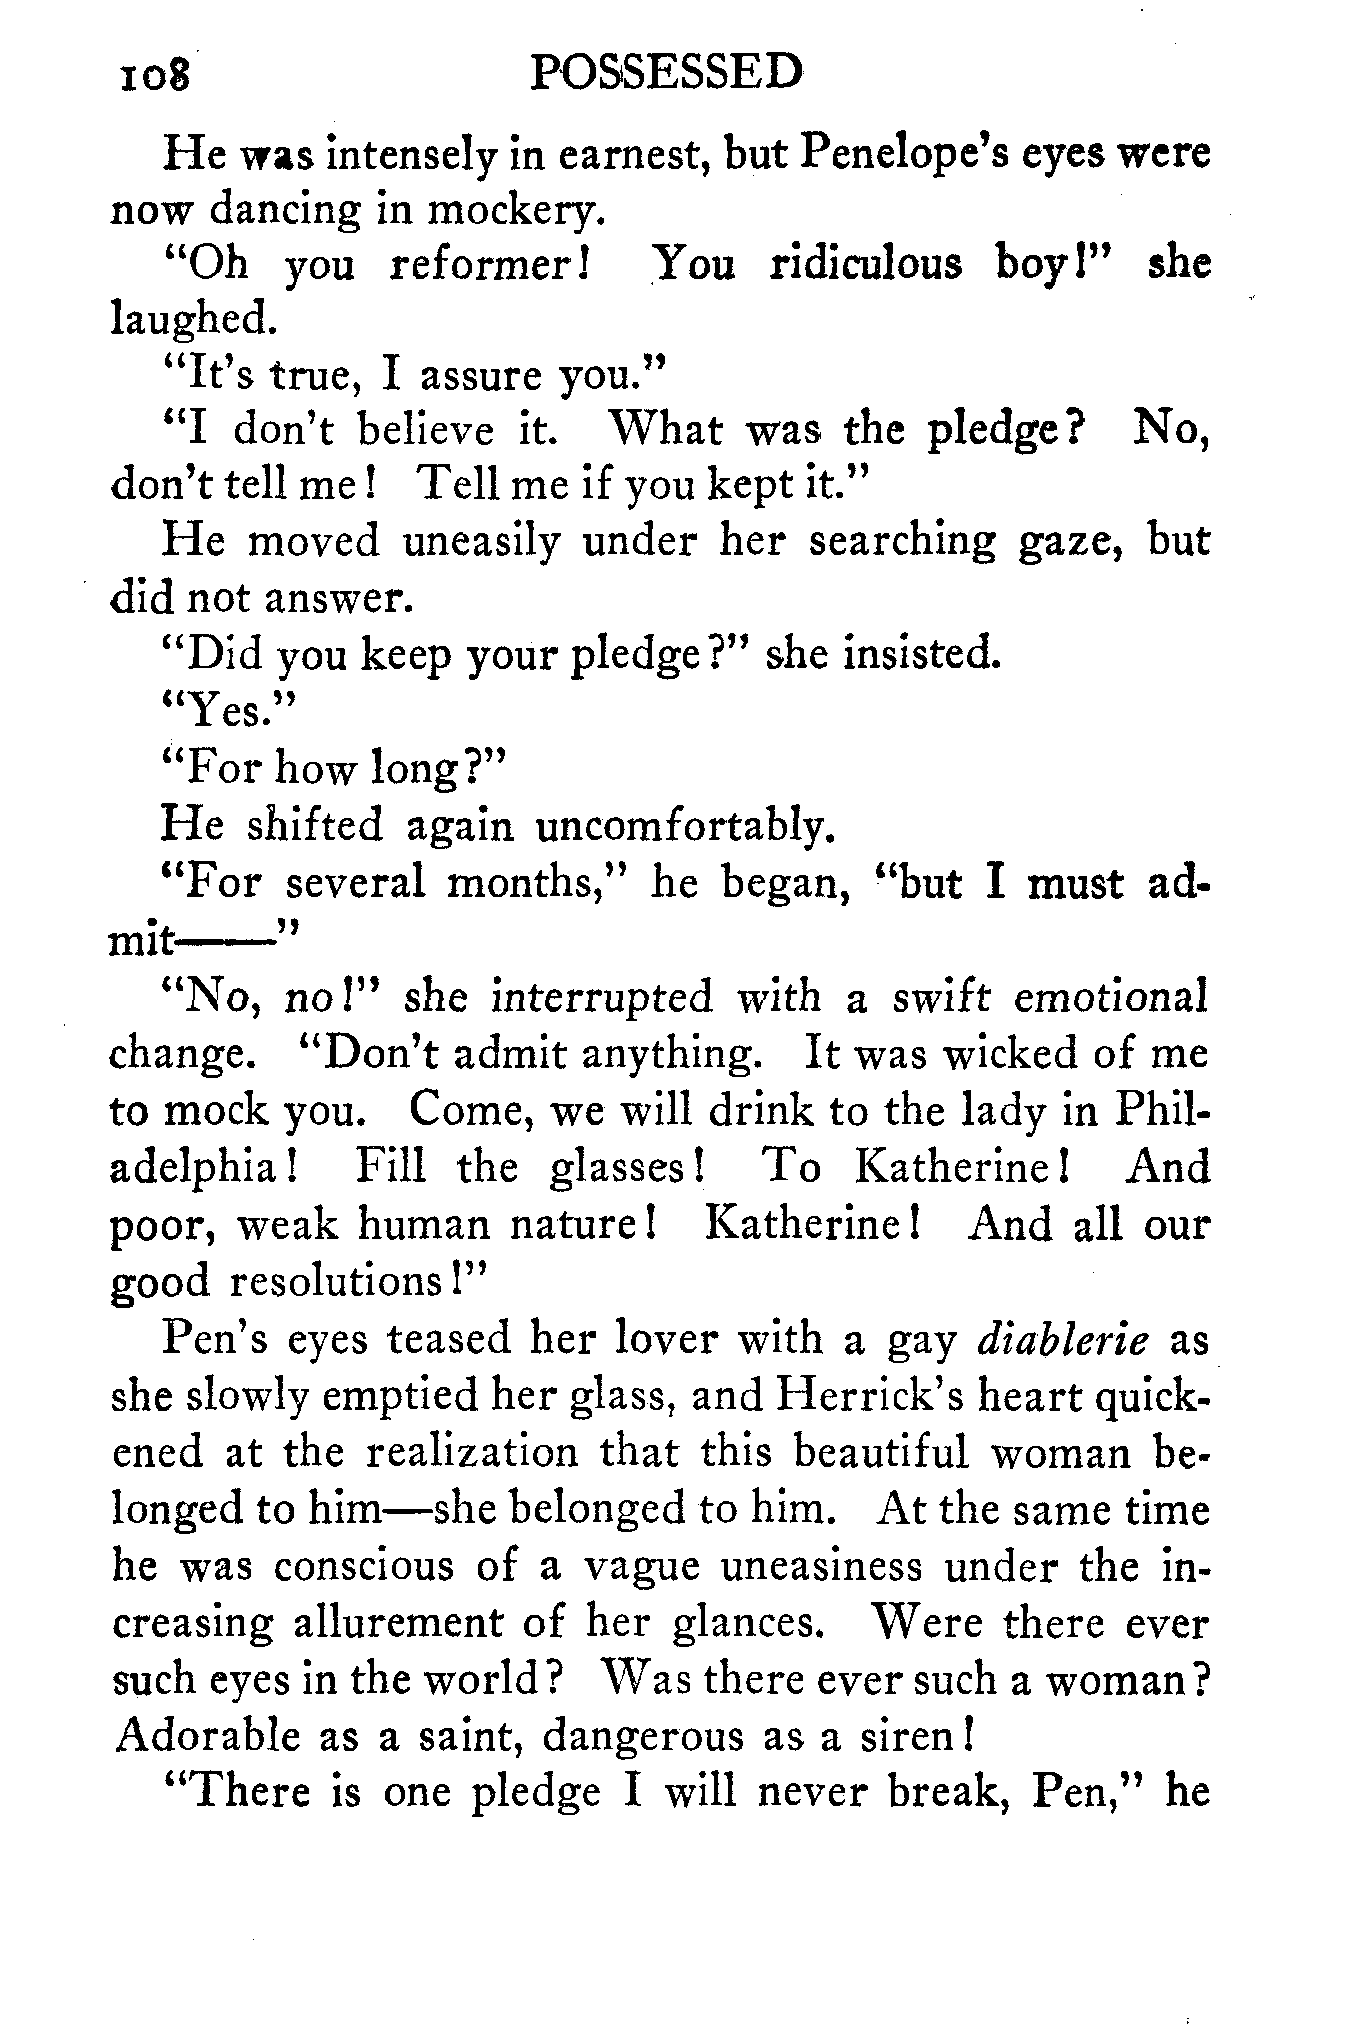 108 POSSESSED
He was intensely in earnest, but Penelope's eyes were
now dancing in mockery.
"Oh you reformer! You ridiculous boy!" she
laughed.
"It's true, I assure you."
"I don't believe it. What was the pledge? No,
don't tell me! Tell me if you kept it."
He moved uneasily under her searching gaze, but
did not answer.
"Did you keep your pledge?" she insisted.
"Yes."
"For how long?"
He shifted again uncomfortably.
"For several months," he began, "but I must ad-
mit——"
"No, no!" she interrupted with a swift emotional
change. "Don't admit anything. It was wicked of me
to mock you. Come, we will drink to the lady in Phil-
adelphia! Fill the glasses! To Katherine! And
poor, weak human nature! Katherine! And all our
good resolutions!"
Pen's eyes teased her lover with a gay diablerie as
she slowly emptied her glass, and Herrick's heart quick-
ened at the realization that this beautiful woman be-
longed to him—she belonged to him. At the same time
he was conscious of a vague uneasiness under the in-
creasing allurement of her glances. Were there ever
such eyes in the world? Was there ever such a woman?
Adorable as a saint, dangerous as a siren!
"There is one pledge I will never break, Pen," he